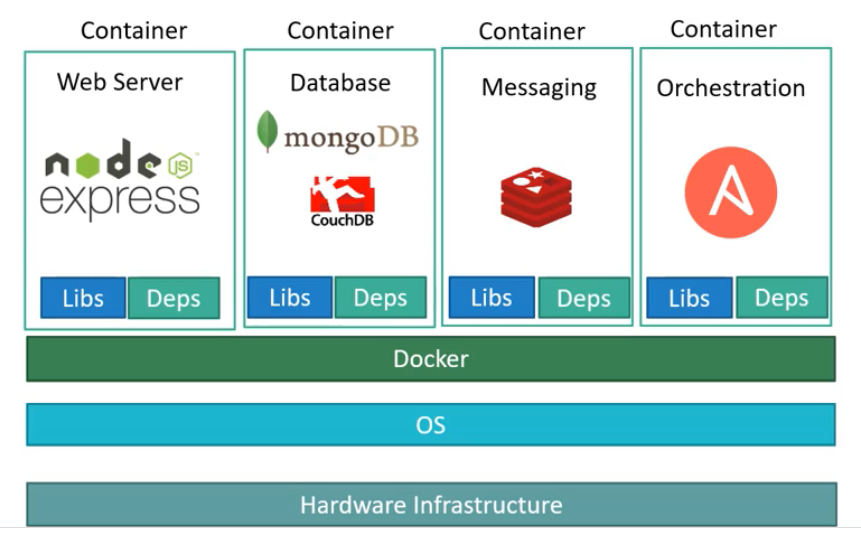 Container
Container
Container
Container
Web Server
Database
Messaging
Orchestration
node JS ™
express
mongoDB
CouchDB
A
Libs
Deps
Libs
Deps
Libs
Deps
Libs
Deps
Docker
OS
Hardware Infrastructure